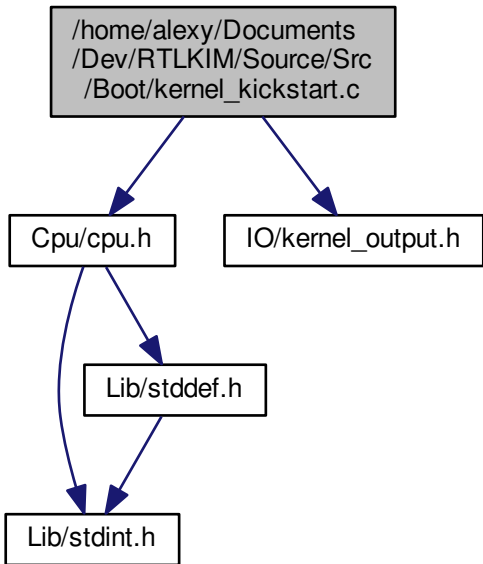 /home/alexy/Documents
/Dev/RTLKIM/Source/Src
/Boot/kernel_kickstart.c
Cpu/cpu.h
IO/kernel_output.h
Lib/stddef.h
Lib/stdint.h